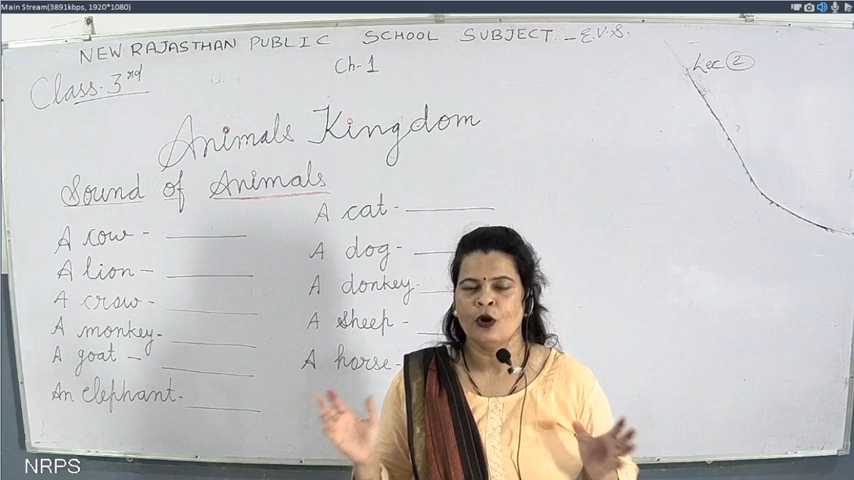 Main Stream(3891kbps, 1920*1080)
NEW RAJASTHAN PUBLIC SCHOOL SUBJECT - E.V.S.
Class. 3rd
Ch-1
Lec 2
Animals Kingdom
Sound of Animals
A cow -
A lion -
A crow -
A monkey -
A goat -
An elephant -
A cat -
A dog -
A donkey -
A sheep -
A horse -
NRPS